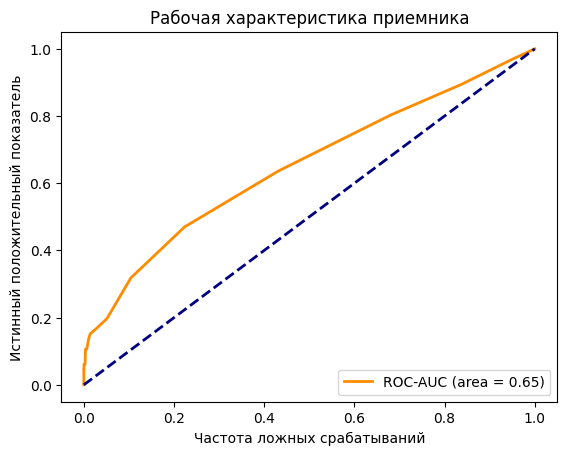 Рабочая характеристика приемника
Истинный положительный показатель
1.0
0.8
0.6
0.4
0.2
0.0
ROC-AUC (area = 0.65)
0.0 0.2 0.4 0.6 0.8 1.0
Частота ложных срабатываний